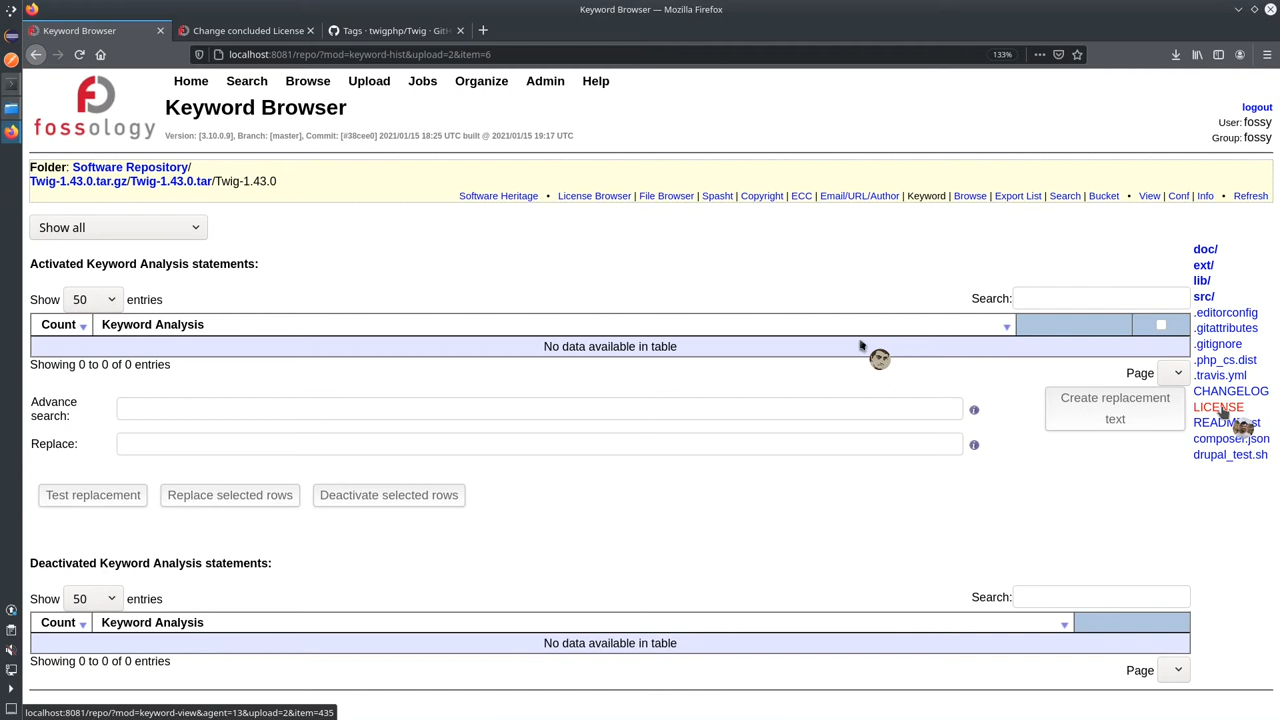 Keyword Browser — Mozilla Firefox
Keyword Browser
Change concluded License
Tags · twigphp/Twig · GitH
localhost:8081/repo/?mod=keyword-hist&upload=2&item=6
133%
Home Search Browse Upload Jobs Organize Admin Help
fossology
Keyword Browser
Version: [3.10.0.9], Branch: [master], Commit: [#38cee0] 2021/01/15 18:25 UTC built @ 2021/01/15 19:17 UTC
logout
User: fossy
Group: fossy
Folder: Software Repository/
Twig-1.43.0.tar.gz/Twig-1.43.0.tar/Twig-1.43.0
Software Heritage • License Browser | File Browser | Spasht | Copyright | ECC | Email/URL/Author | Keyword | Browse | Export List | Search | Bucket • View | Conf | Info • Refresh
Show all
Activated Keyword Analysis statements:
Show 50 entries
Search:
Count Keyword Analysis
No data available in table
Showing 0 to 0 of 0 entries
Page
Advance search:
Replace:
Create replacement text
Test replacement
Replace selected rows
Deactivate selected rows
doc/
ext/
lib/
src/
.editorconfig
.gitattributes
.gitignore
.php_cs.dist
.travis.yml
CHANGELOG
LICENSE
composer.json
drupal_test.sh
Deactivated Keyword Analysis statements:
Show 50 entries
Search:
Count Keyword Analysis
No data available in table
Showing 0 to 0 of 0 entries
Page
localhost:8081/repo/?mod=keyword-view&agent=13&upload=2&item=435